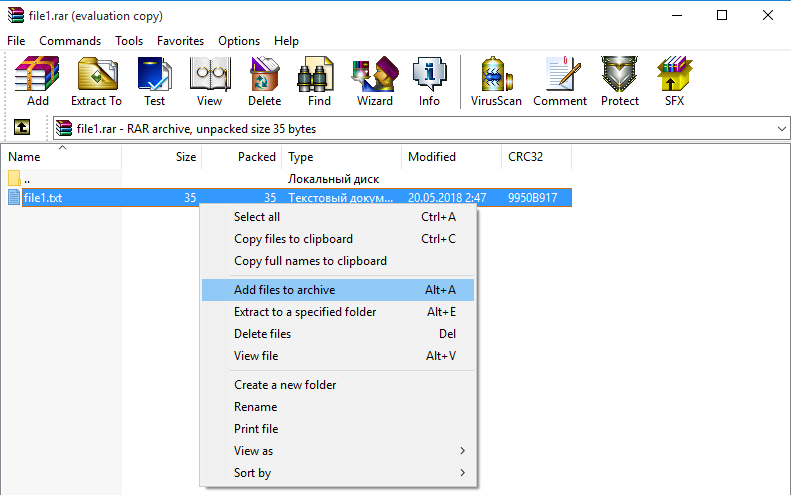 file1.rar (evaluation copy)
File Commands Tools Favorites Options Help
Add Extract To Test View Delete Find Wizard Info VirusScan Comment Protect SFX
file1.rar - RAR archive, unpacked size 35 bytes
Name Size Packed Type Modified CRC32
.. Локальный диск
file1.txt 35 35 Текстовый докум... 20.05.2018 2:47 9950B917
Select all Ctrl+A
Copy files to clipboard Ctrl+C
Copy full names to clipboard
Add files to archive Alt+A
Extract to a specified folder Alt+E
Delete files Del
View file Alt+V
Create a new folder
Rename
Print file
View as
Sort by